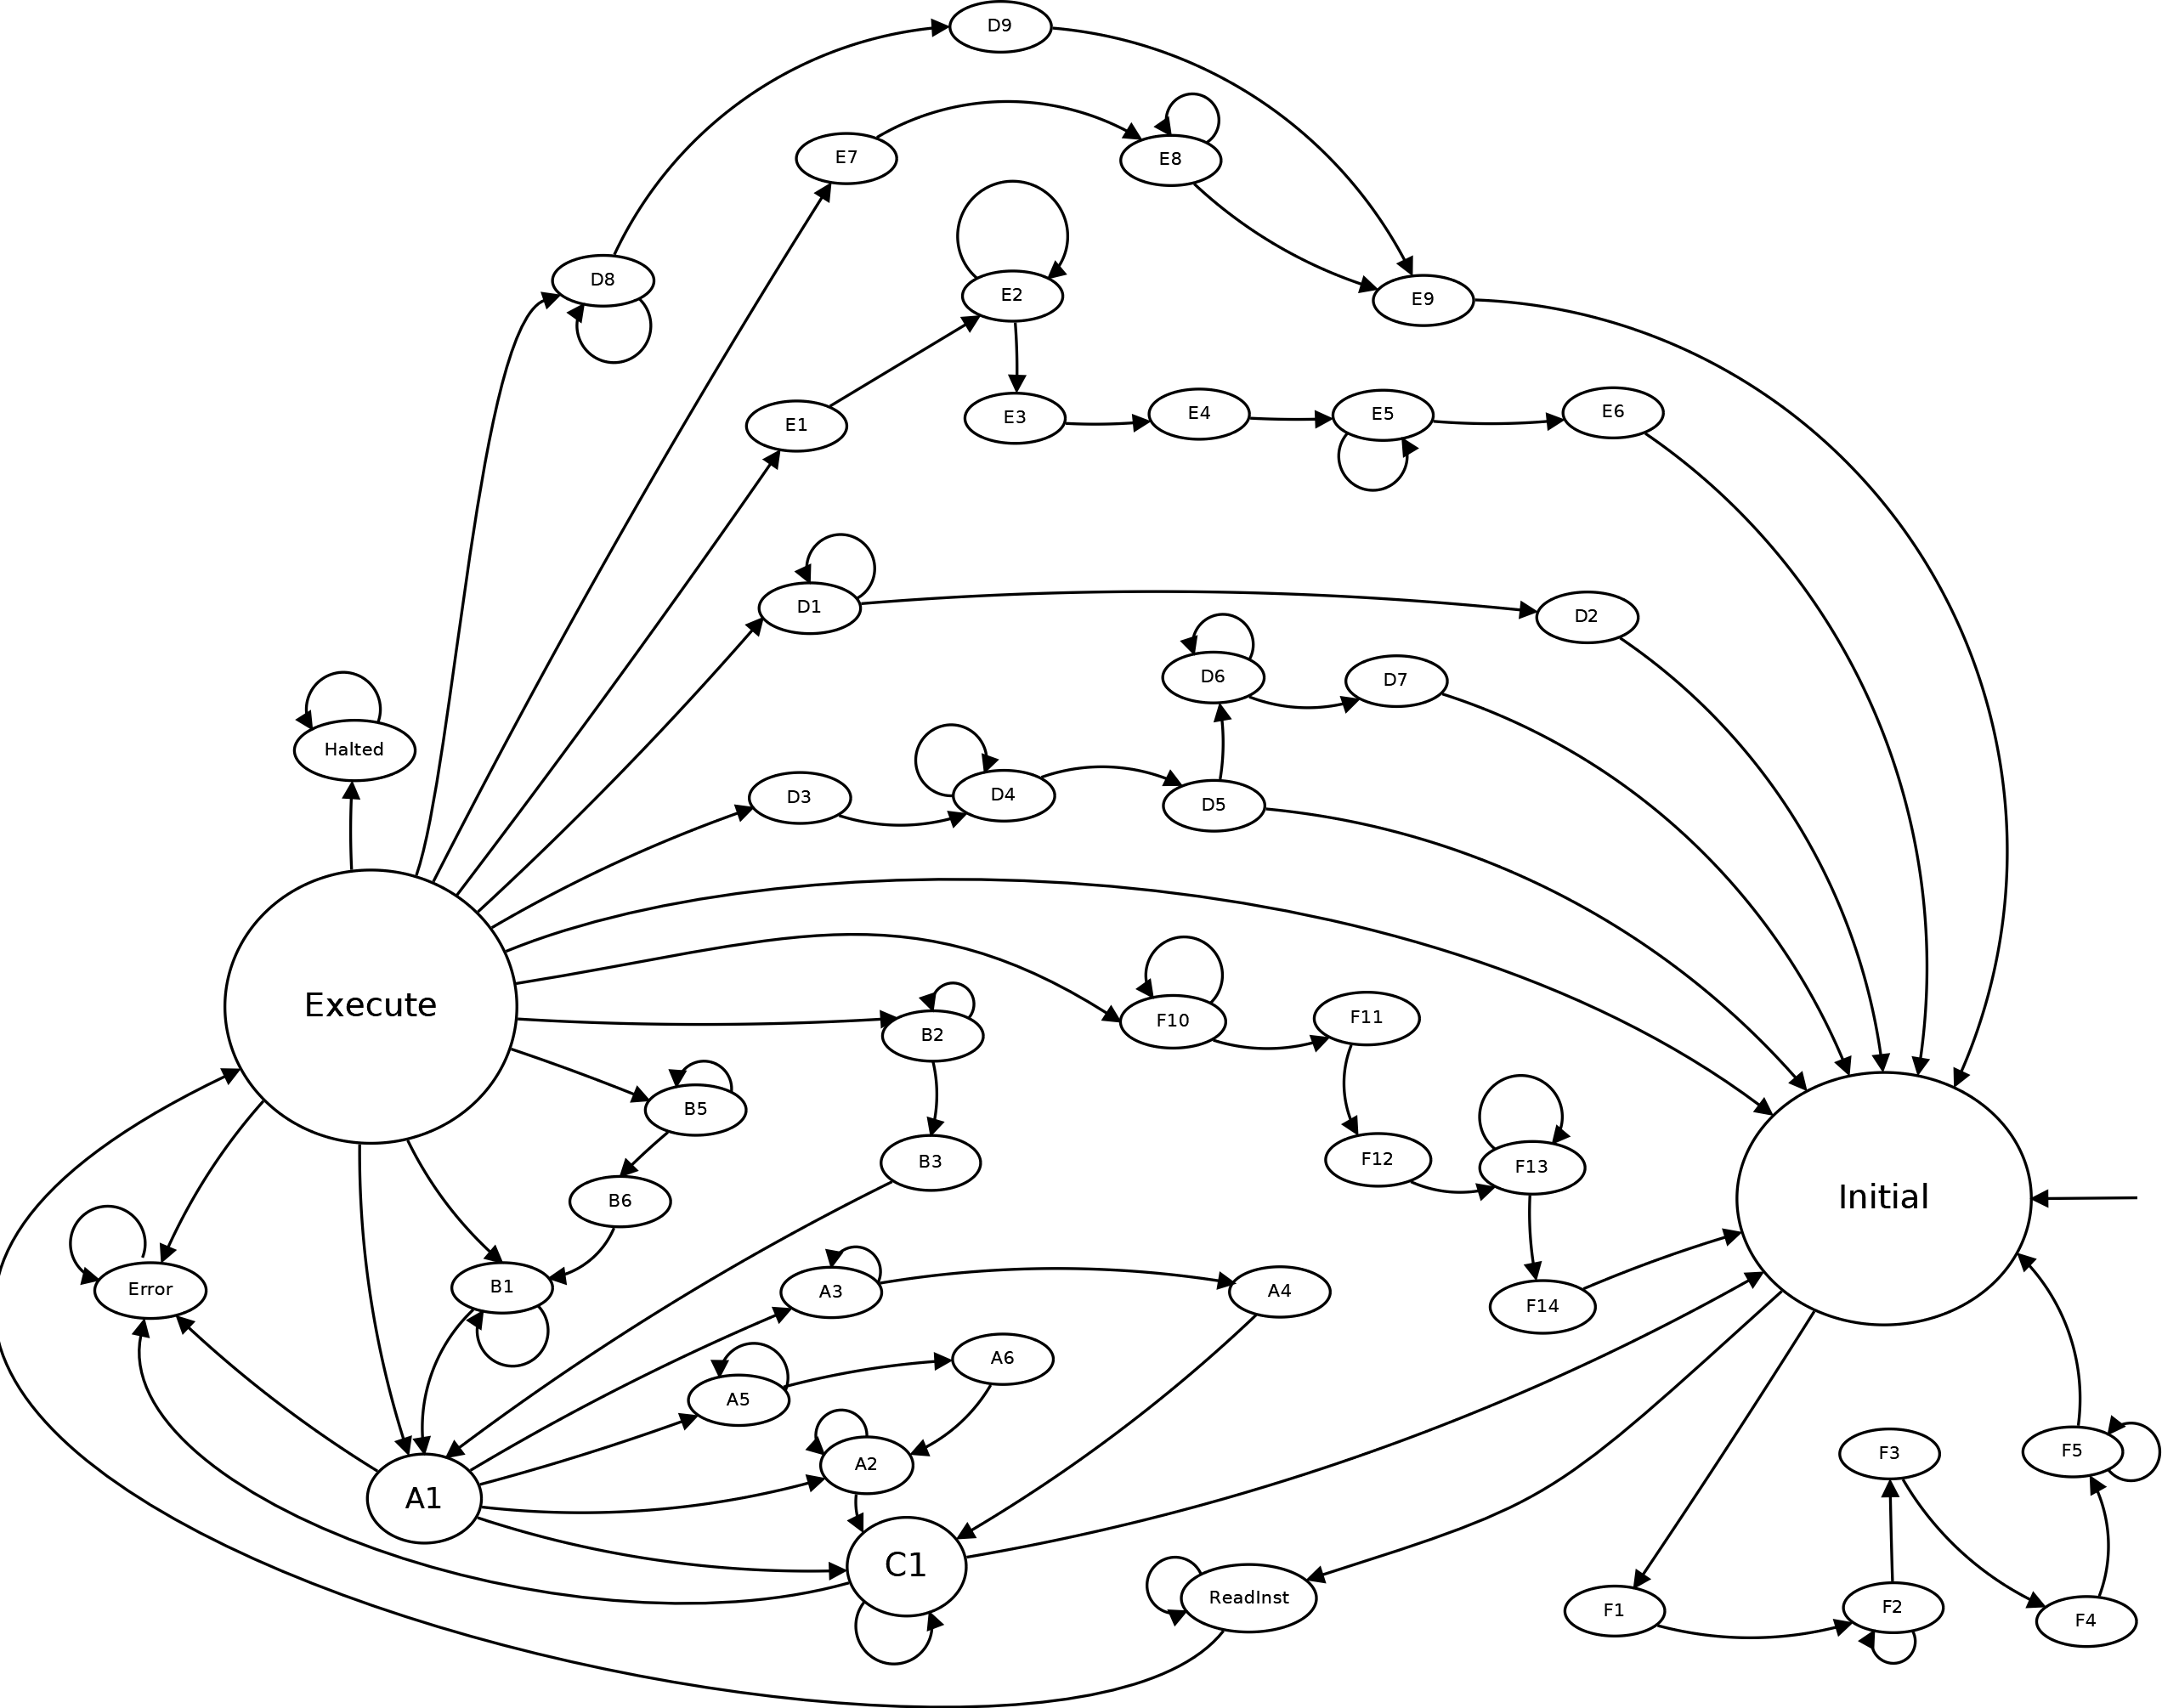 D9
E7
E8
D8
E2
E9
E1
E3
E4
E5
E6
D1
D2
D6
D7
Halted
D3
D4
D5
Execute
F10
F11
B2
B5
B3
F12
F13
Initial
B6
Error
B1
A3
A4
F14
A6
A5
A2
F3
F5
A1
C1
ReadInst
F1
F2
F4